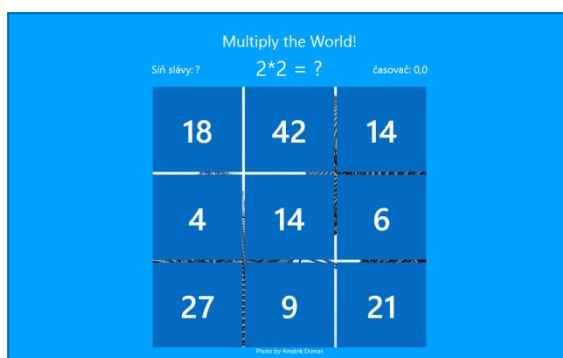 Multiply the World!
Síň slávy: ? 2*2 = ? časovač: 0,0
18 42 14
4 14 6
27 9 21
Photo by Amalrik Dumas